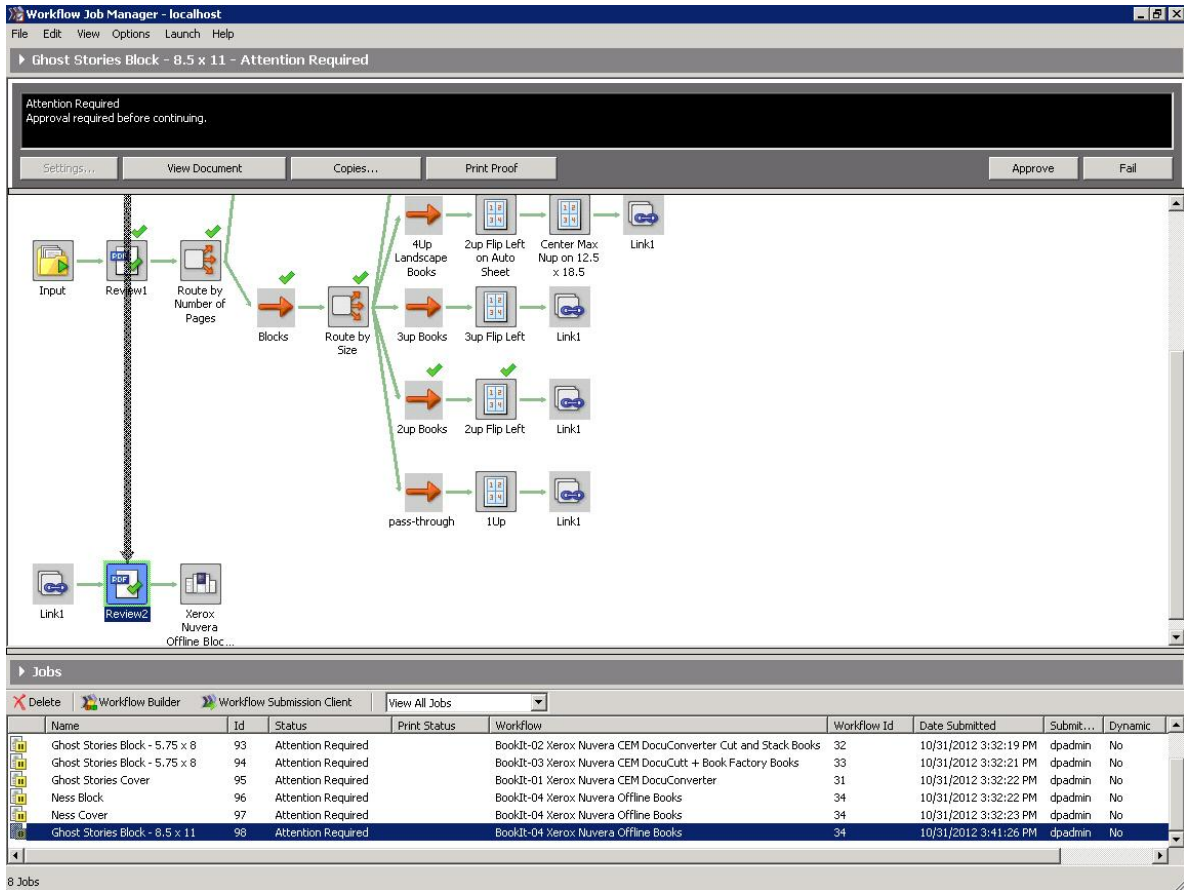 Workflow Job Manager - localhost
File Edit View Options Launch Help
Ghost Stories Block - 8.5 x 11 - Attention Required
Attention Required
Approval required before continuing.
Settings... View Document Copies... Print Proof Approve Fail
4Up Landscape Books
2up Flip Left on Auto Sheet
Center Max Nup on 12.5 x 18.5
Link1
Input
Review1
Route by Number of Pages
Blocks
Route by Size
3up Books
3up Flip Left
Link1
2up Books
2up Flip Left
Link1
pass-through
1Up
Link1
Link1
Review2
Xerox Nuvera Offline Bloc...
Jobs
Delete Workflow Builder Workflow Submission Client View All Jobs
Name Id Status Print Status Workflow Workflow Id Date Submitted Submit... Dynamic
Ghost Stories Block - 5.75 x 8 93 Attention Required BookIt-02 Xerox Nuvera CEM DocuConverter Cut and Stack Books 32 10/31/2012 3:32:19 PM dpadmin No
Ghost Stories Block - 5.75 x 8 94 Attention Required BookIt-03 Xerox Nuvera CEM DocuCutt + Book Factory Books 33 10/31/2012 3:32:21 PM dpadmin No
Ghost Stories Cover 95 Attention Required BookIt-01 Xerox Nuvera CEM DocuConverter 31 10/31/2012 3:32:22 PM dpadmin No
Ness Block 96 Attention Required BookIt-04 Xerox Nuvera Offline Books 34 10/31/2012 3:32:22 PM dpadmin No
Ness Cover 97 Attention Required BookIt-04 Xerox Nuvera Offline Books 34 10/31/2012 3:32:23 PM dpadmin No
Ghost Stories Block - 8.5 x 11 98 Attention Required BookIt-04 Xerox Nuvera Offline Books 34 10/31/2012 3:41:26 PM dpadmin No
8 Jobs